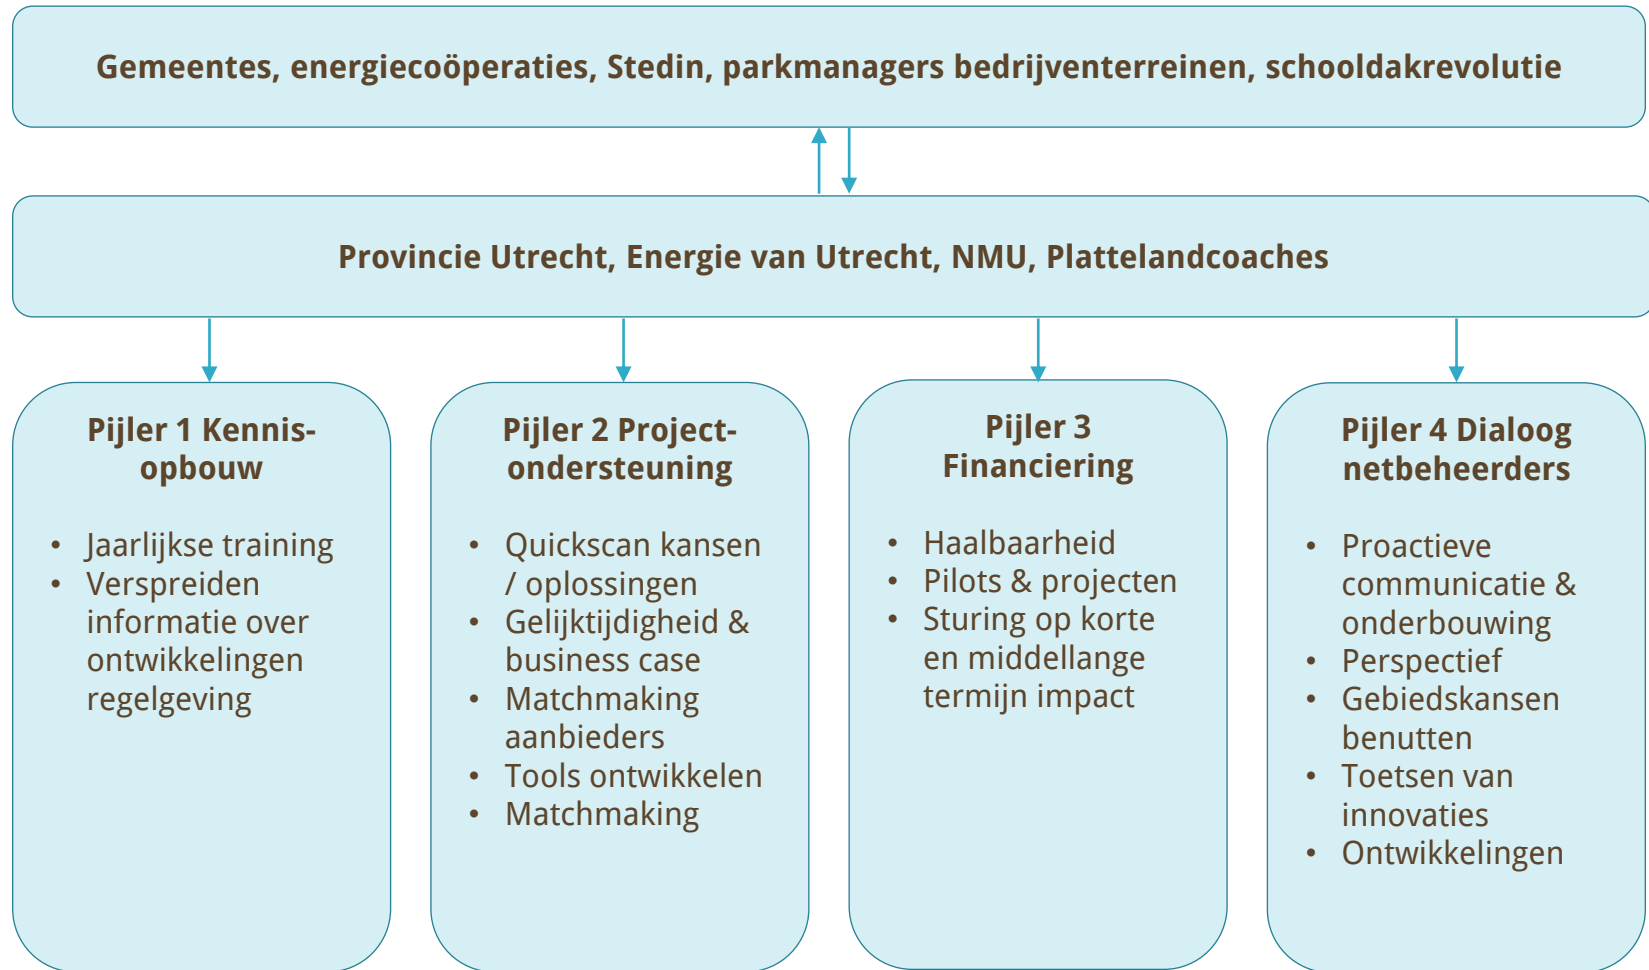 Gemeentes, energiecoöperaties, Stedin, parkmanagers bedrijventerreinen, schooldakrevolutie
Provincie Utrecht, Energie van Utrecht, NMU, Plattelandcoaches
Pijler 1 Kennis-
opbouw
• Jaarlijkse training
• Verspreiden
informatie over
ontwikkelingen
regelgeving
Pijler 2 Project-
ondersteuning
• Quickscan kansen
/ oplossingen
• Gelijktijdigheid &
business case
• Matchmaking
aanbieders
• Tools ontwikkelen
• Matchmaking
Pijler 3
Financiering
• Haalbaarheid
• Pilots & projecten
• Sturing op korte
en middellange
termijn impact
Pijler 4 Dialoog
netbeheerders
• Proactieve
communicatie &
onderbouwing
• Perspectief
• Gebiedskansen
benutten
• Toetsen van
innovaties
• Ontwikkelingen